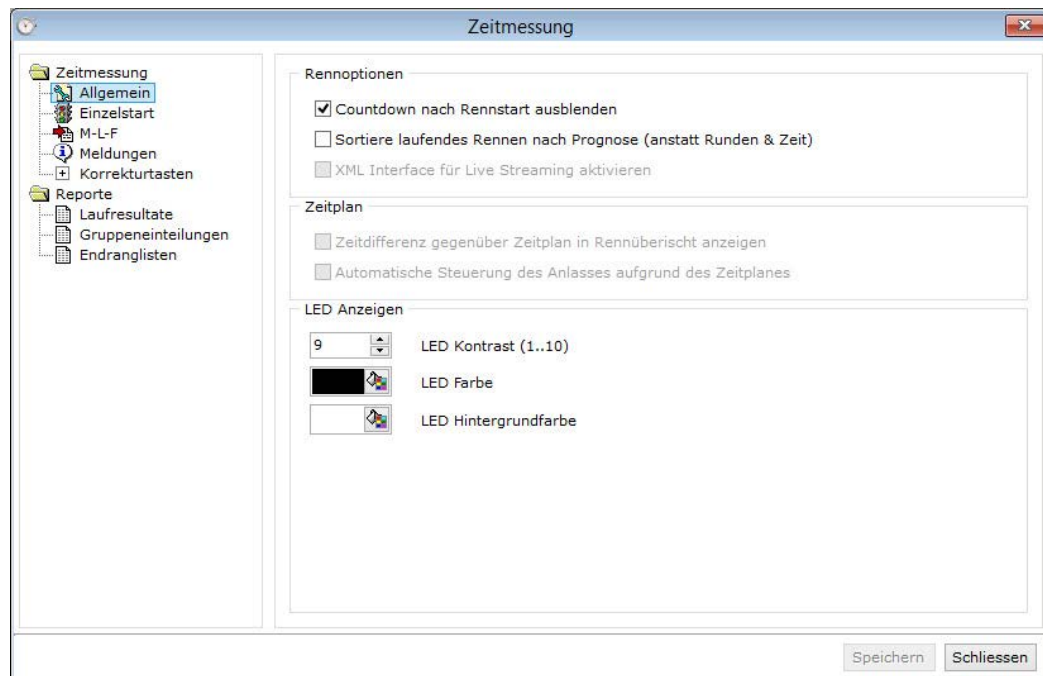 Zeitmessung
Zeitmessung
Allgemein
Einzelstart
M-L-F
Meldungen
Korrekturtasten
Reporte
Laufresultate
Gruppeneinteilungen
Endranglisten
Rennoptionen
Countdown nach Rennstart ausblenden
Sortiere laufendes Rennen nach Prognose (anstatt Runden & Zeit)
XML Interface für Live Streaming aktivieren
Zeitplan
Zeitdifferenz gegenüber Zeitplan in Rennüberischt anzeigen
Automatische Steuerung des Anlasses aufgrund des Zeitplanes
LED Anzeigen
9 LED Kontrast (1..10)
LED Farbe
LED Hintergrundfarbe
Speichern Schliessen